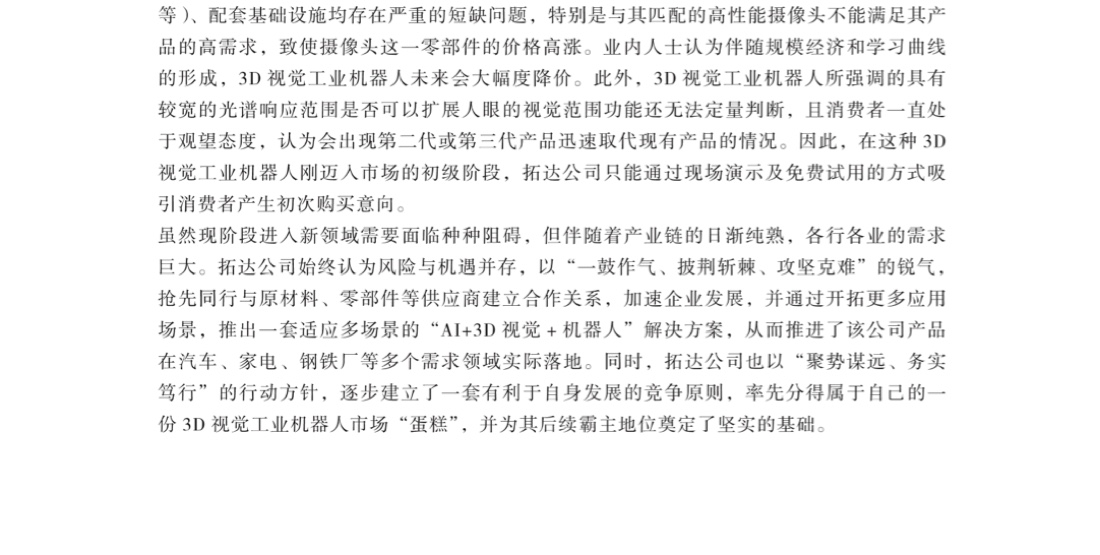 等）、配套基础设施均存在严重的短缺问题，特别是与其匹配的高性能摄像头不能满足其产
品的高需求，致使摄像头这一零部件的价格高涨。业内人士认为伴随规模经济和学习曲线
的形成，3D 视觉工业机器人未来会大幅度降价。此外，3D 视觉工业机器人所强调的具有
较宽的光谱响应范围是否可以扩展人眼的视觉范围功能还无法定量判断，且消费者一直处
于观望态度，认为会出现第二代或第三代产品迅速取代现有产品的情况。因此，在这种 3D
视觉工业机器人刚迈入市场的初级阶段，拓达公司只能通过现场演示及免费试用的方式吸
引消费者产生初次购买意向。
虽然现阶段进入新领域需要面临种种阻碍，但伴随着产业链的日渐纯熟，各行各业的需求
巨大。拓达公司始终认为风险与机遇并存，以“一鼓作气、披荆斩棘、攻坚克难”的锐气，
抢先同行与原材料、零部件等供应商建立合作关系，加速企业发展，并通过开拓更多应用
场景，推出一套适应多场景的“AI+3D 视觉 + 机器人”解决方案，从而推进了该公司产品
在汽车、家电、钢铁厂等多个需求领域实际落地。同时，拓达公司也以“聚势谋远、务实
笃行”的行动方针，逐步建立了一套有利于自身发展的竞争原则，率先分得属于自己的一
份 3D 视觉工业机器人市场“蛋糕”，并为其后续霸主地位奠定了坚实的基础。